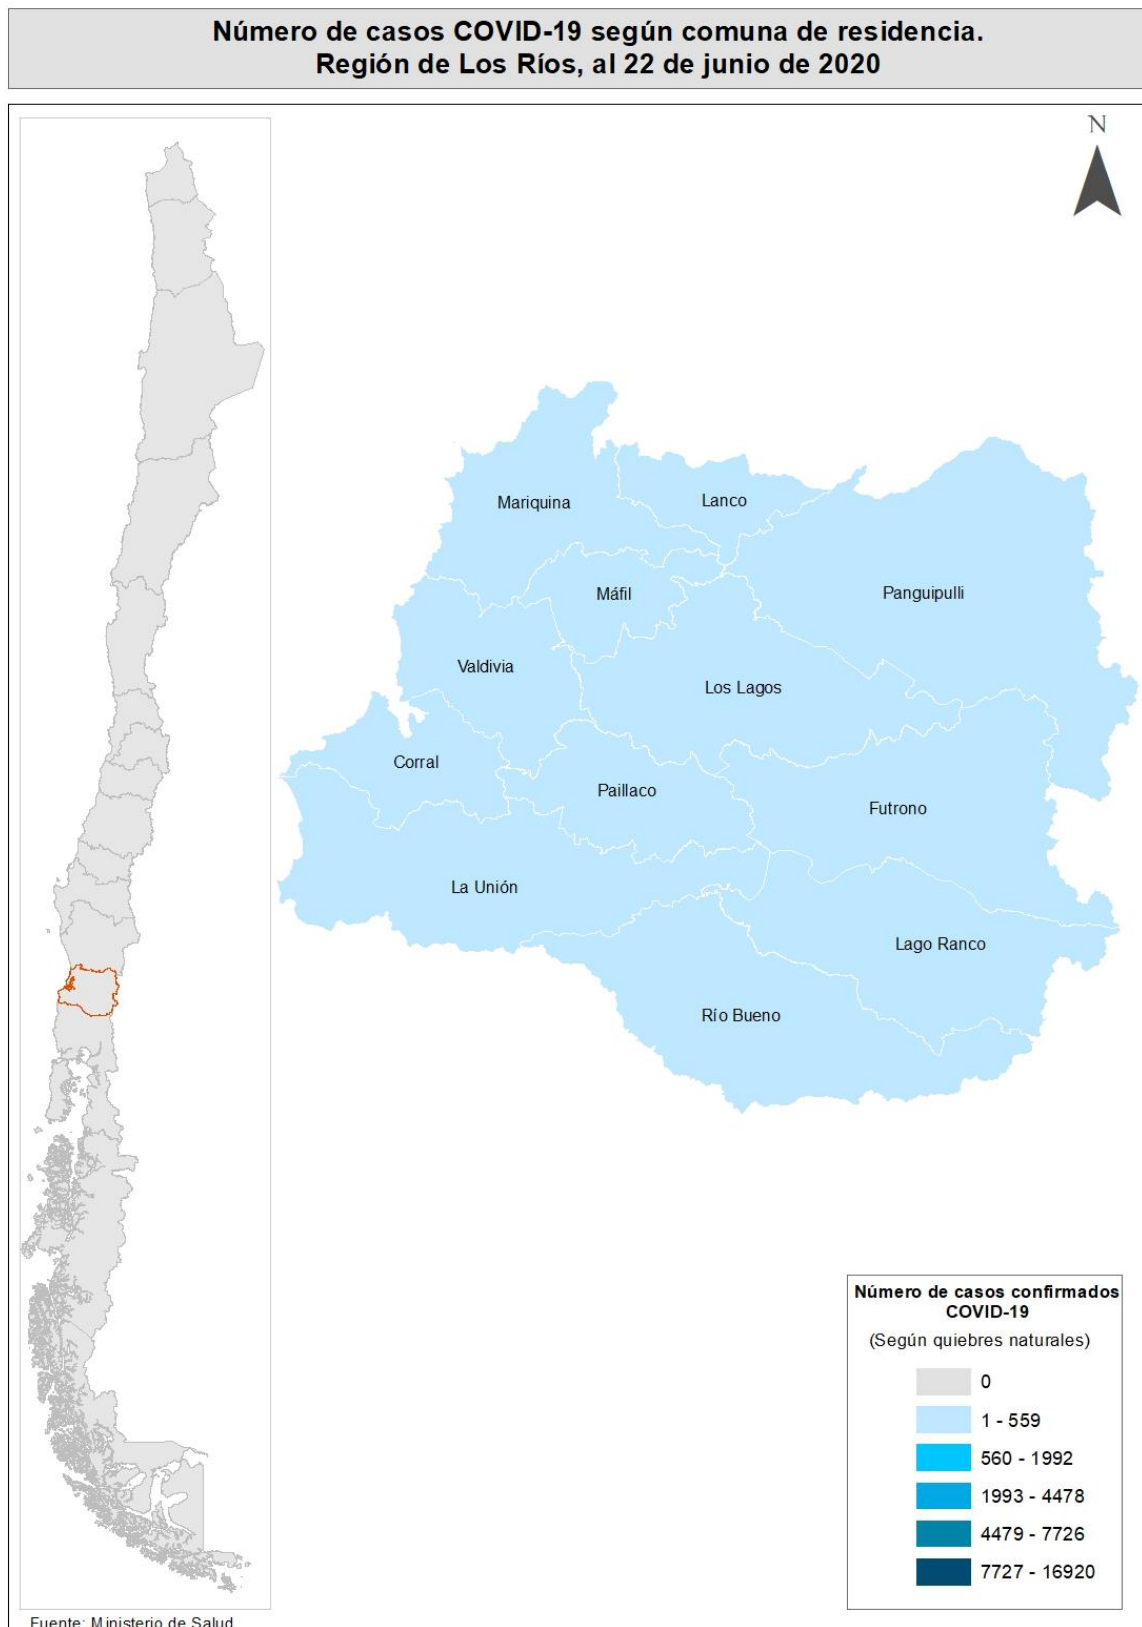 Número de casos COVID-19 según comuna de residencia.
Región de Los Ríos, al 22 de junio de 2020
N
Mariquina
Lanco
Máfil
Panguipulli
Valdivia
Los Lagos
Corral
Paillaco
Futrono
La Unión
Lago Ranco
Río Bueno
Número de casos confirmados
COVID-19
(Según quiebres naturales)
0
1 - 559
560 - 1992
1993 - 4478
4479 - 7726
7727 - 16920
Fuente: Ministerio de Salud